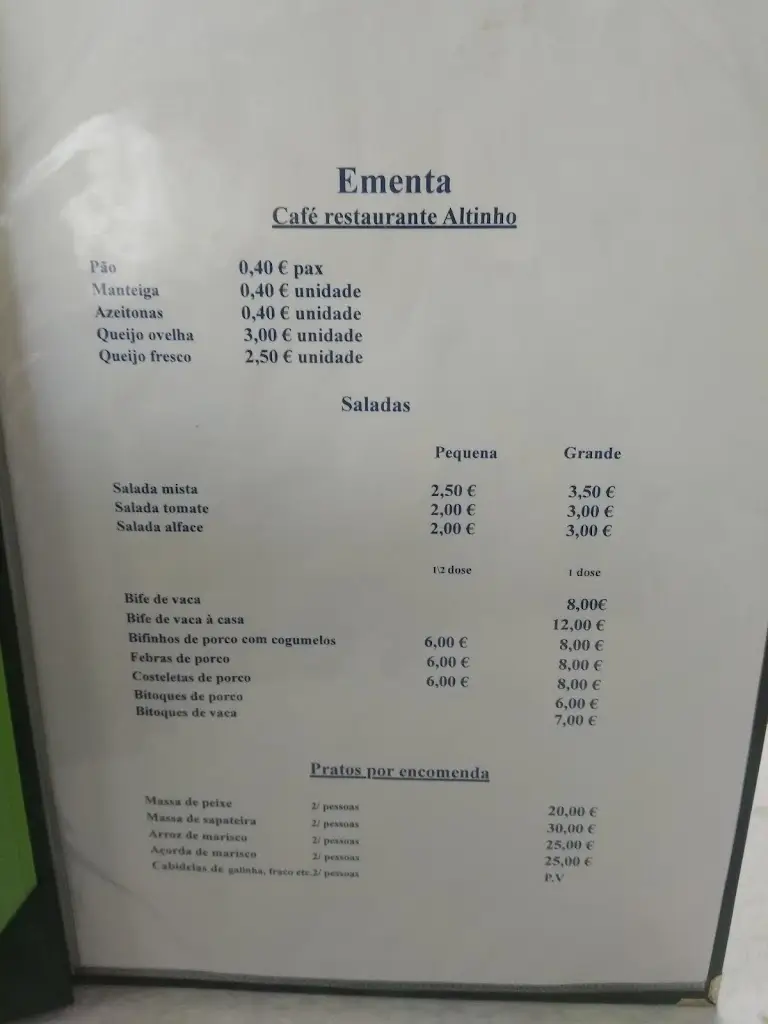 Ementa
Café restaurante Altinho
Pão 0,40 € pax
Manteiga 0,40 € unidade
Azeitonas 0,40 € unidade
Queijo ovelha 3,00 € unidade
Queijo fresco 2,50 € unidade
Saladas
Pequena Grande
Salada mista 2,50 € 3,50 €
Salada tomate 2,00 € 3,00 €
Salada alface 2,00 € 3,00 €
1\2 dose 1 dose
Bife de vaca 8,00€
Bife de vaca à casa 12,00 €
Bifinhos de porco com cogumelos 6,00 € 8,00 €
Febras de porco 6,00 € 8,00 €
Costeletas de porco 6,00 € 8,00 €
Bitoques de porco 6,00 €
Bitoques de vaca 7,00 €
Pratos por encomenda
Massa de peixe 2/ pessoas 20,00 €
Massa de sapateira 2/ pessoas 30,00 €
Arroz de marisco 2/ pessoas 25,00 €
Açorda de marisco 2/ pessoas 25,00 €
Cabidelas de galinha, fraco etc.2/ pessoas P.V